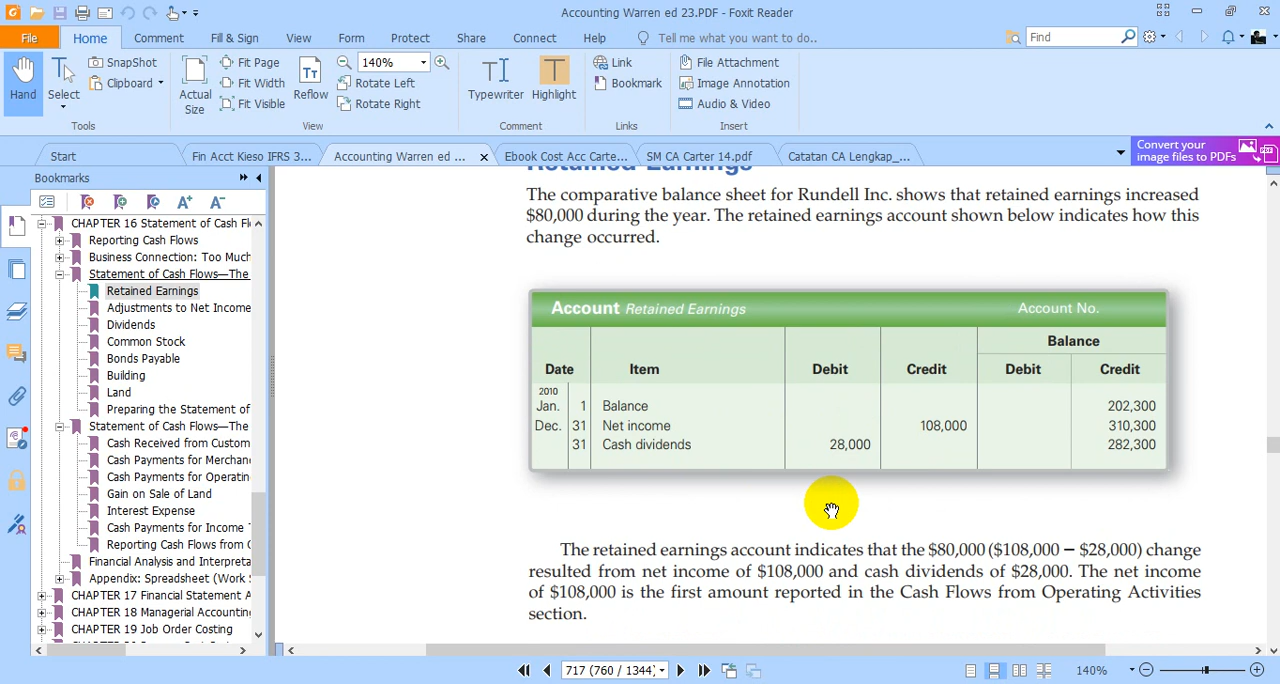 Accounting Warren ed 23.PDF - Foxit Reader
File Home Comment Fill & Sign View Form Protect Share Connect Help Tell me what you want to do.. Find
Hand
Select
SnapShot
Clipboard
Tools
Actual Size
Fit Page
Fit Width
Fit Visible
Reflow
140%
Rotate Left
Rotate Right
View
Typewriter
Highlight
Comment
Link
Bookmark
Links
File Attachment
Image Annotation
Audio & Video
Insert
Start Fin Acct Kieso IFRS 3... Accounting Warren ed ... Ebook Cost Acc Carte... SM CA Carter 14.pdf Catatan CA Lengkap_...
Convert your
image files to PDFs
Bookmarks
CHAPTER 16 Statement of Cash Fl
Reporting Cash Flows
Business Connection: Too Much
Statement of Cash Flows—The
Retained Earnings
Adjustments to Net Income
Dividends
Common Stock
Bonds Payable
Building
Land
Preparing the Statement of
Statement of Cash Flows—The
Cash Received from Custom
Cash Payments for Merchan
Cash Payments for Operatin
Gain on Sale of Land
Interest Expense
Cash Payments for Income
Reporting Cash Flows from
Financial Analysis and Interpreta
Appendix: Spreadsheet (Work
CHAPTER 17 Financial Statement A
CHAPTER 18 Managerial Accounting
CHAPTER 19 Job Order Costing
Retained Earnings
The comparative balance sheet for Rundell Inc. shows that retained earnings increased
$80,000 during the year. The retained earnings account shown below indicates how this
change occurred.
Account Retained Earnings Account No.
Balance
Date Item Debit Credit Debit Credit
2010
Jan. 1 Balance 202,300
Dec. 31 Net income 108,000 310,300
31 Cash dividends 28,000 282,300
The retained earnings account indicates that the $80,000 ($108,000 – $28,000) change
resulted from net income of $108,000 and cash dividends of $28,000. The net income
of $108,000 is the first amount reported in the Cash Flows from Operating Activities
section.
717 (760 / 1344)
140%